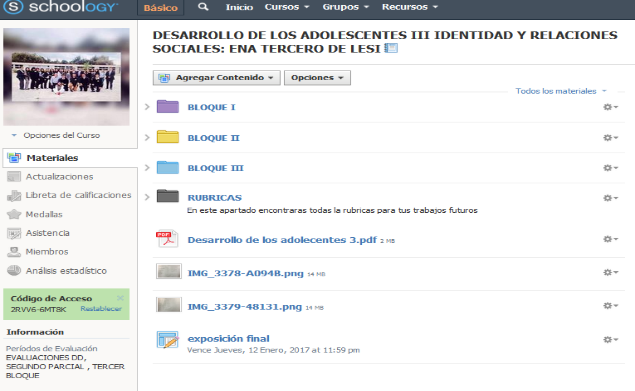 S schoology
Básico
Inicio
Cursos
Grupos
Recursos
DESARROLLO DE LOS ADOLESCENTES III IDENTIDAD Y RELACIONES
SOCIALES: ENA TERCERO DE LESI
Agregar Contenido
Opciones
Todos los materiales
Opciones del Curso
Materiales
Actualizaciones
Libreta de calificaciones
Medallas
Asistencia
Miembros
Análisis estadístico
Código de Acceso
2RVV6-6MT8K
Restablecer
Información
Períodos de Evaluación
EVALUACIONES DD,
SEGUNDO PARCIAL , TERCER
BLOQUE
BLOQUE I
BLOQUE II
BLOQUE III
RUBRICAS
En este apartado encontraras todas la rubricas para tus trabajos futuros
PDF
Desarrollo de los adolecentes 3.pdf 2 MB
IMG_3378-A0948.png 14 MB
IMG_3379-48131.png 14 MB
exposición final
Vence Jueves, 12 Enero, 2017 at 11:59 pm